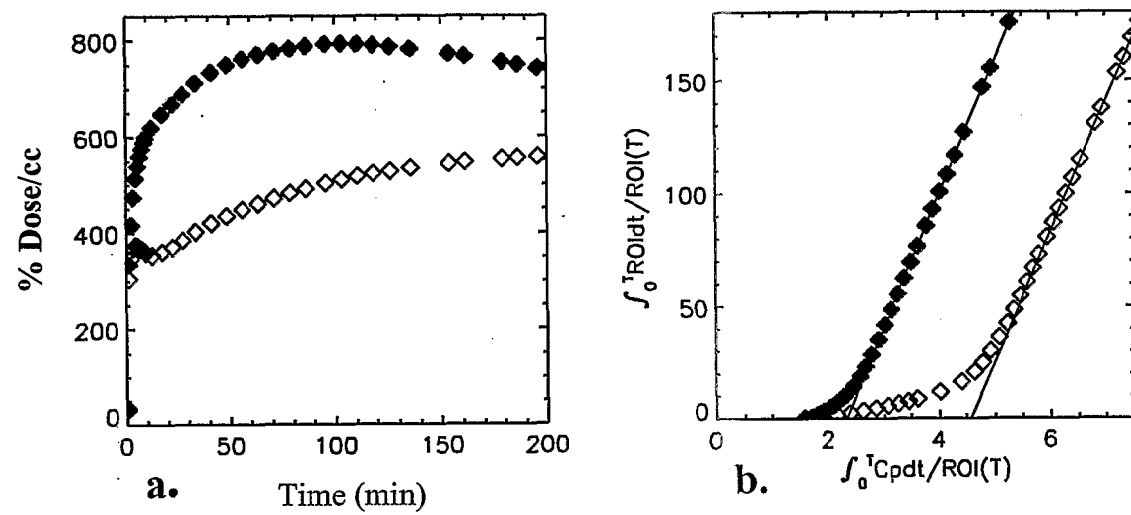 800
600
400
200
0
% Dose/cc
0 50 100 150 200
a. Time (min)
150
100
50
0
∫₀ᵀROIdt/ROI(T)
0 2 4 6
b. ∫₀ᵀCpdt/ROI(T)